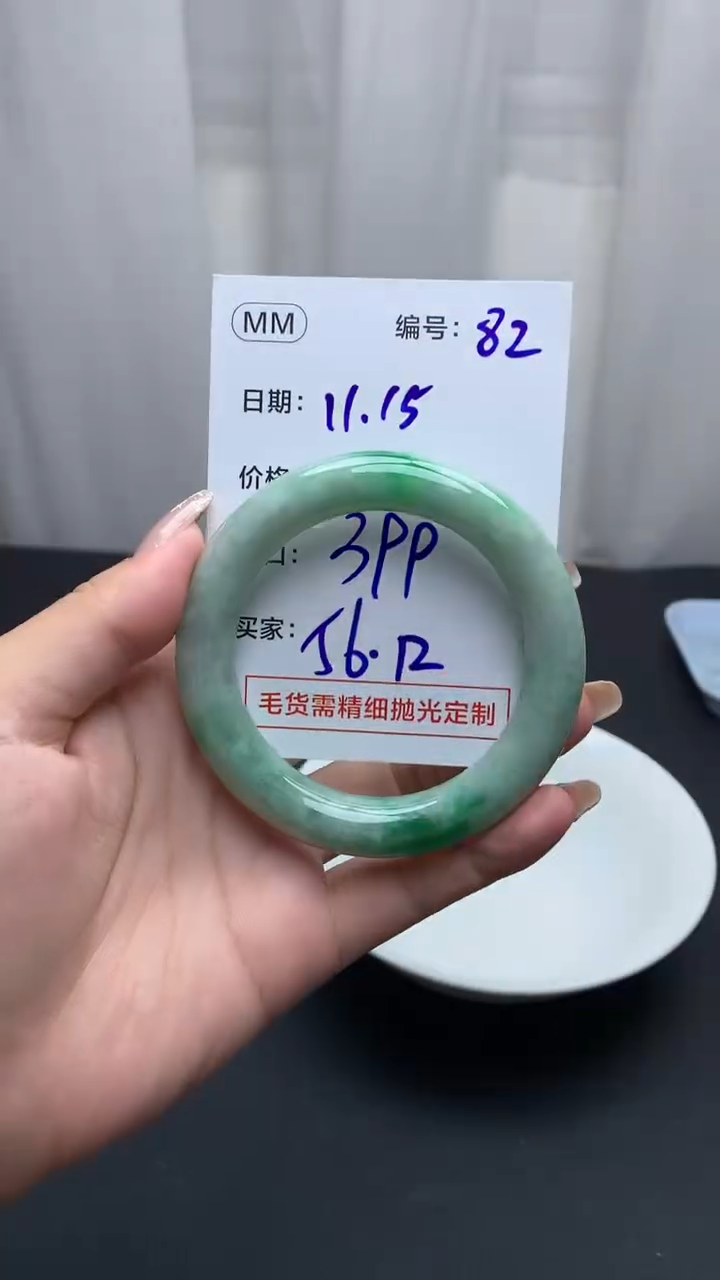 MM 编号: 82
日期: 11.15
价格
口: 3PP
买家: 56.12
毛货需精细抛光定制